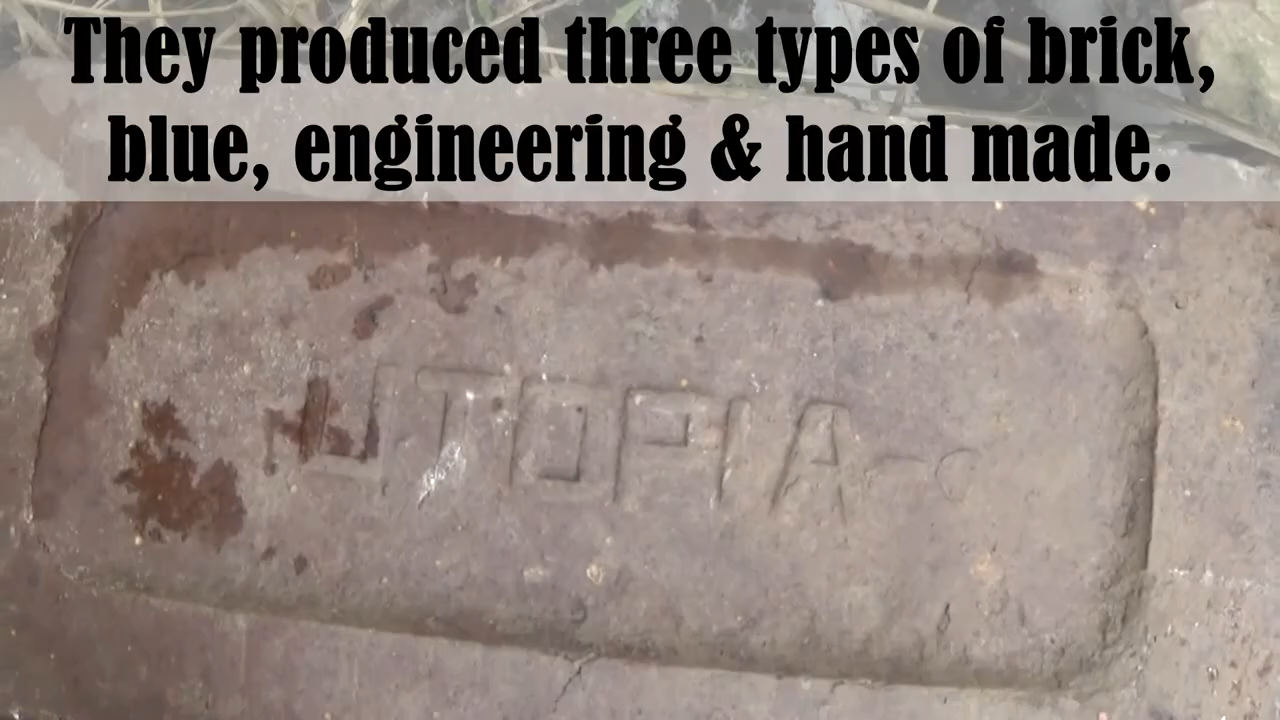 They produced three types of brick,
blue, engineering & hand made.
UTOPIA-C